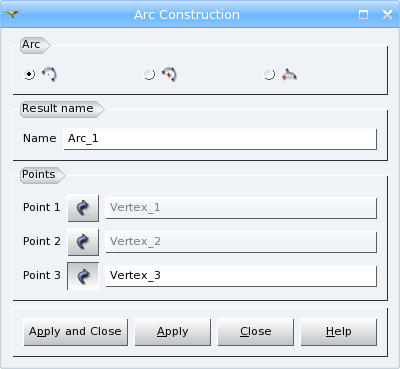 Arc Construction
Arc
Result name
Name Arc_1
Points
Point 1 Vertex_1
Point 2 Vertex_2
Point 3 Vertex_3
Apply and Close Apply Close Help